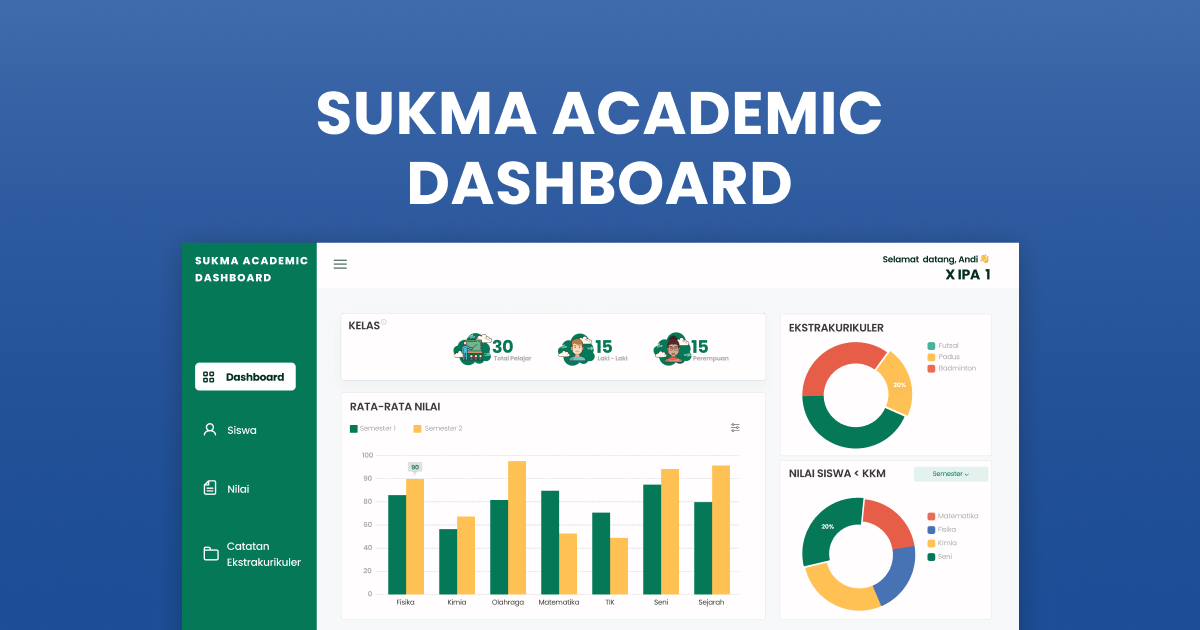 SUKMA ACADEMIC
DASHBOARD
SUKMA ACADEMIC
DASHBOARD
Selamat datang, Andi 👋
X IPA 1
Dashboard
Siswa
Nilai
Catatan
Ekstrakurikuler
KELAS
30
Total Pelajar
15
Laki - Laki
15
Perempuan
RATA-RATA NILAI
Semester 1
Semester 2
100
80
80
60
40
20
0
90
Fisika
Kimia
Olahraga
Matematika
TIK
Seni
Sejarah
EKSTRAKURIKULER
Futsal
Padus
Badminton
20%
NILAI SISWA < KKM
Semester
Matematika
Fisika
Kimia
Seni
20%